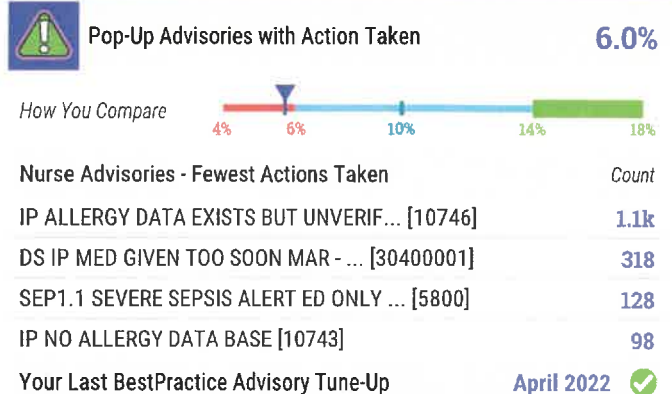 Pop-Up Advisories with Action Taken 6.0%
How You Compare
4% 6% 10% 14% 18%
Nurse Advisories - Fewest Actions Taken Count
IP ALLERGY DATA EXISTS BUT UNVERIF... [10746] 1.1k
DS IP MED GIVEN TOO SOON MAR - ... [30400001] 318
SEP1.1 SEVERE SEPSIS ALERT ED ONLY ... [5800] 128
IP NO ALLERGY DATA BASE [10743] 98
Your Last BestPractice Advisory Tune-Up April 2022